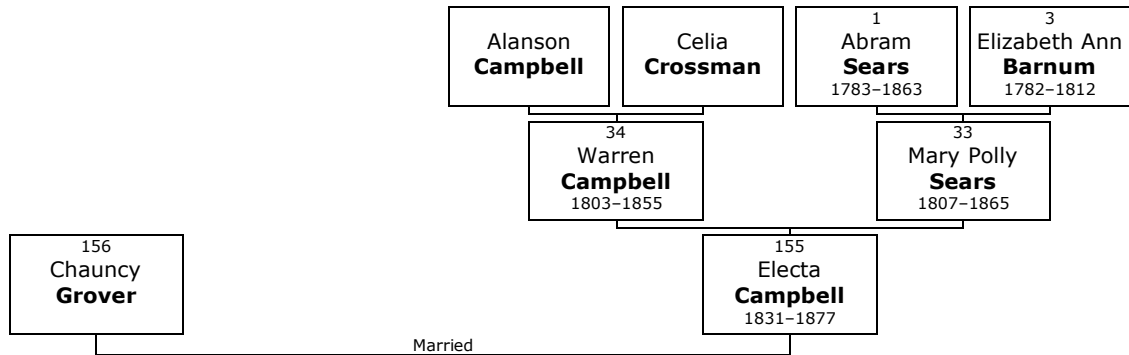 Alanson
Campbell
Celia
Crossman
1
Abram
Sears
1783–1863
3
Elizabeth Ann
Barnum
1782–1812
34
Warren
Campbell
1803–1855
33
Mary Polly
Sears
1807–1865
156
Chauncy
Grover
155
Electa
Campbell
1831–1877
Married